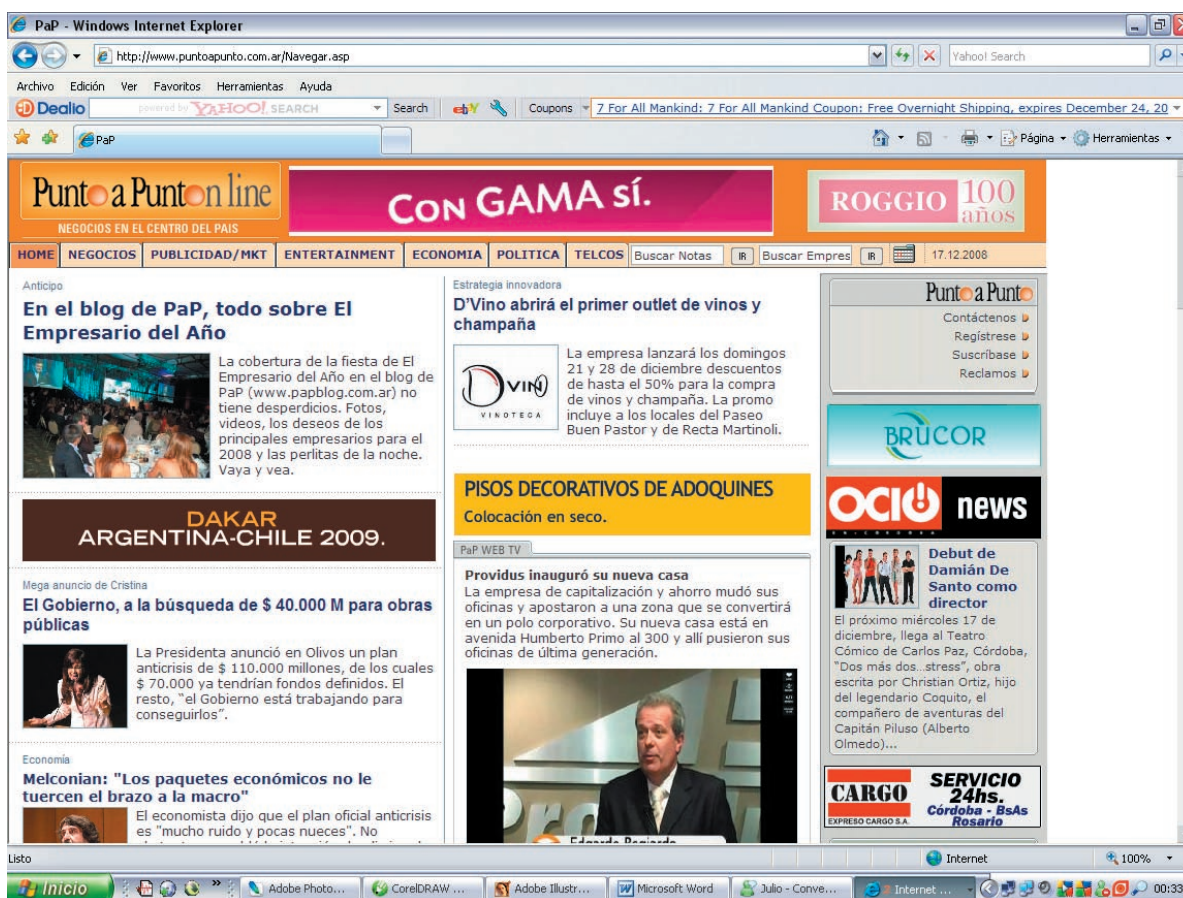 PaP - Windows Internet Explorer
http://www.puntoapunto.com.ar/Navegar.asp
Yahoo! Search
Archivo Edición Ver Favoritos Herramientas Ayuda
Dealio powered by YAHOO! SEARCH Search ebY Coupons 7 For All Mankind: 7 For All Mankind Coupon: Free Overnight Shipping, expires December 24, 20
PaP
Página Herramientas
Punto a Punto n line
NEGOCIOS EN EL CENTRO DEL PAIS
CON GAMA SÍ.
ROGGIO 100 años
HOME NEGOCIOS PUBLICIDAD/MKT ENTERTAINMENT ECONOMIA POLITICA TELCOS Buscar Notas IR Buscar Empres IR 17.12.2008
Anticipo
En el blog de PaP, todo sobre El
Empresario del Año
La cobertura de la fiesta de El
Empresario del Año en el blog de
PaP (www.papblog.com.ar) no
tiene desperdicios. Fotos,
videos, los deseos de los
principales empresarios para el
2008 y las perlitas de la noche.
Vaya y vea.
DAKAR
ARGENTINA-CHILE 2009.
Mega anuncio de Cristina
El Gobierno, a la búsqueda de $ 40.000 M para obras
públicas
La Presidenta anunció en Olivos un plan
anticrisis de $ 110.000 millones, de los cuales
$ 70.000 ya tendrían fondos definidos. El
resto, "el Gobierno está trabajando para
conseguirlos".
Economía
Melconian: "Los paquetes económicos no le
tuercen el brazo a la macro"
El economista dijo que el plan oficial anticrisis
es "mucho ruido y pocas nueces". No
Estrategia innovadora
D'Vino abrirá el primer outlet de vinos y
champaña
DVINO
VINOTECA
La empresa lanzará los domingos
21 y 28 de diciembre descuentos
de hasta el 50% para la compra
de vinos y champaña. La promo
incluye a los locales del Paseo
Buen Pastor y de Recta Martinoli.
PISOS DECORATIVOS DE ADOQUINES
Colocación en seco.
PaP WEB TV
Providus inauguró su nueva casa
La empresa de capitalización y ahorro mudó sus
oficinas y apostaron a una zona que se convertirá
en un polo corporativo. Su nueva casa está en
avenida Humberto Primo al 300 y allí pusieron sus
oficinas de última generación.
Punto a Punto
Contáctenos
Regístrese
Suscríbase
Reclamos
BRUCOR
OCIO news
Debut de
Damián De
Santo como
director
El próximo miércoles 17 de
diciembre, llega al Teatro
Cómico de Carlos Paz, Córdoba,
"Dos más dos...stress", obra
escrita por Christian Ortiz, hijo
del legendario Coquito, el
compañero de aventuras del
Capitán Piluso (Alberto
Olmedo)...
CARGO
EXPRESO CARGO S.A.
SERVICIO
24hs.
Córdoba - BsAs
Rosario
Listo Internet 100%
Inicio Adobe Photo... CorelDRAW ... Adobe Illustr... Microsoft Word Julio - Conve... Internet ... 00:33